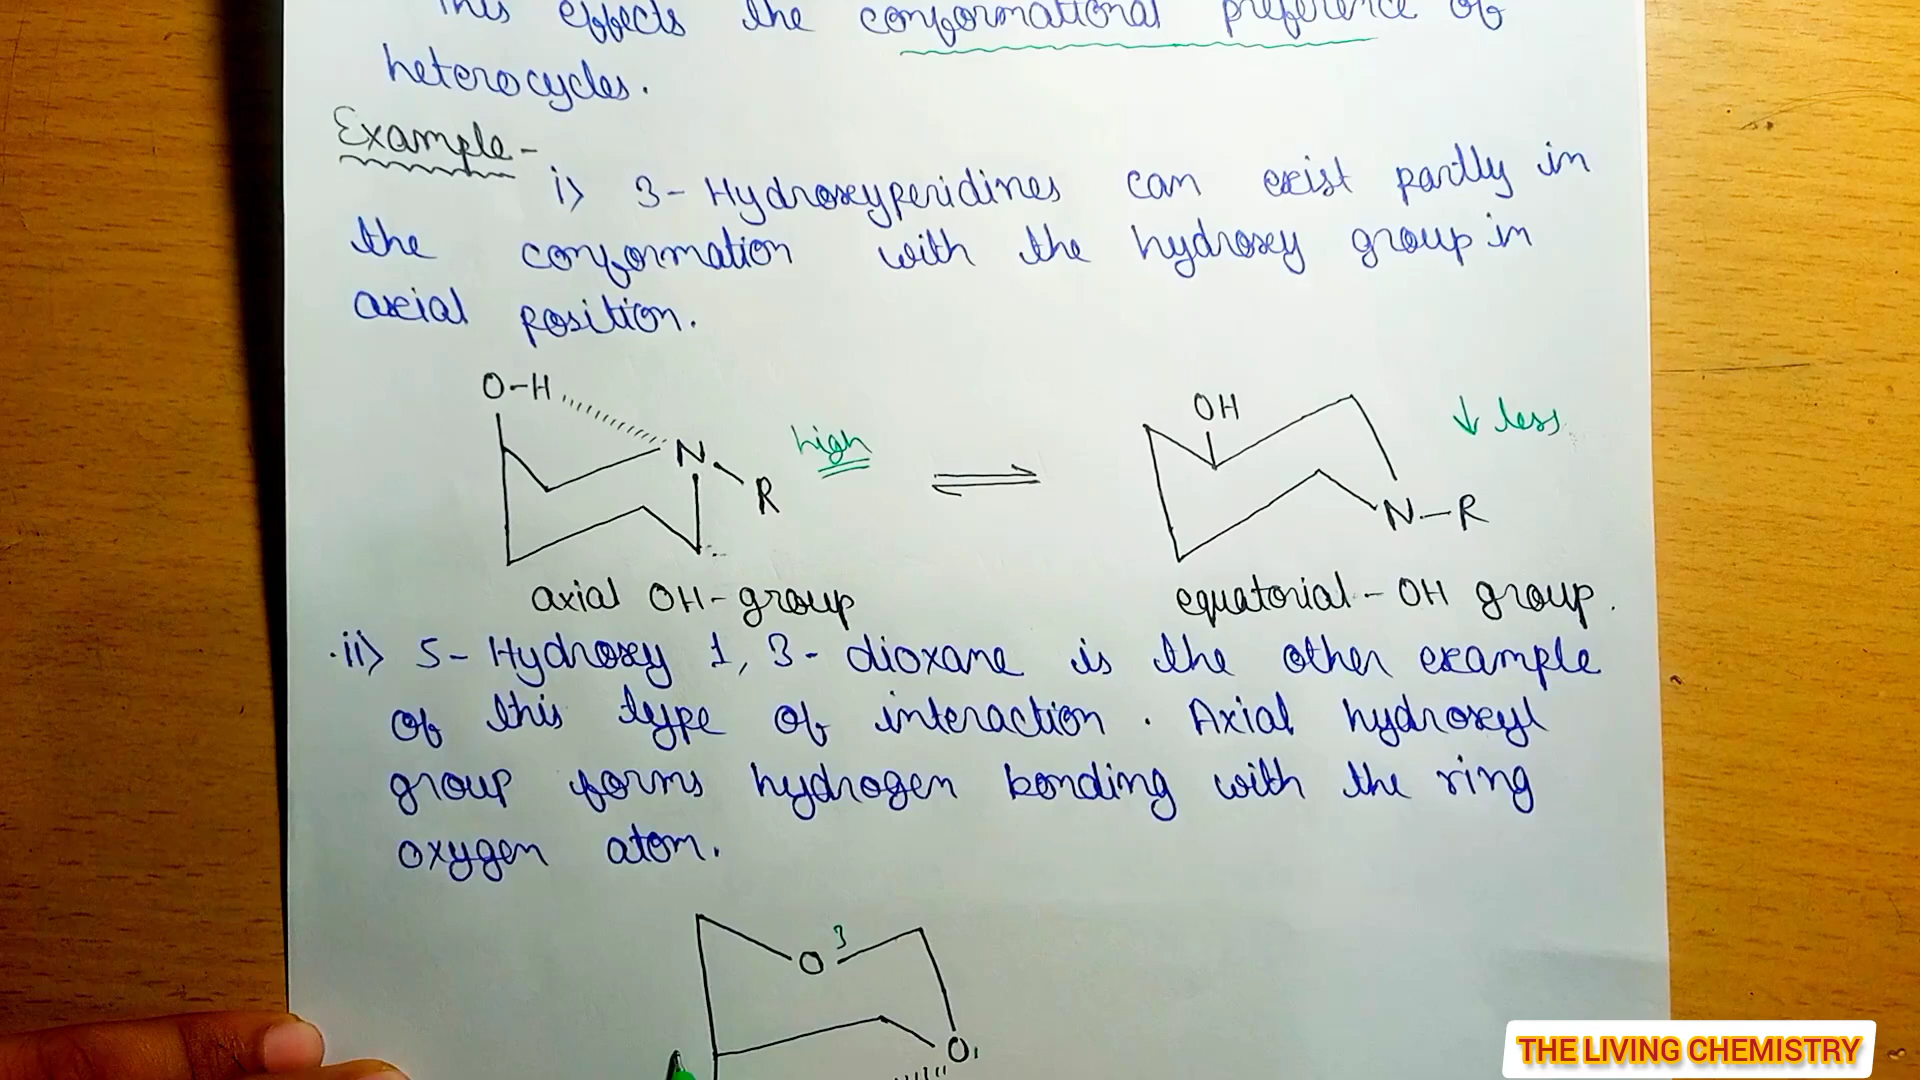 This effects the conformational preference of
heterocycles.
Example-
i) 3-Hydroxyperidines can exist partly in
the conformation with the hydroxy group in
axial position.
O-H
N
R
high
OH
N-R
↓ less
axial OH-group
equatorial-OH group.
ii) 5-Hydroxy 1,3-dioxane is the other example
of this type of interaction. Axial hydroxyl
group forms hydrogen bonding with the ring
oxygen atom.
O 3
O 1
THE LIVING CHEMISTRY